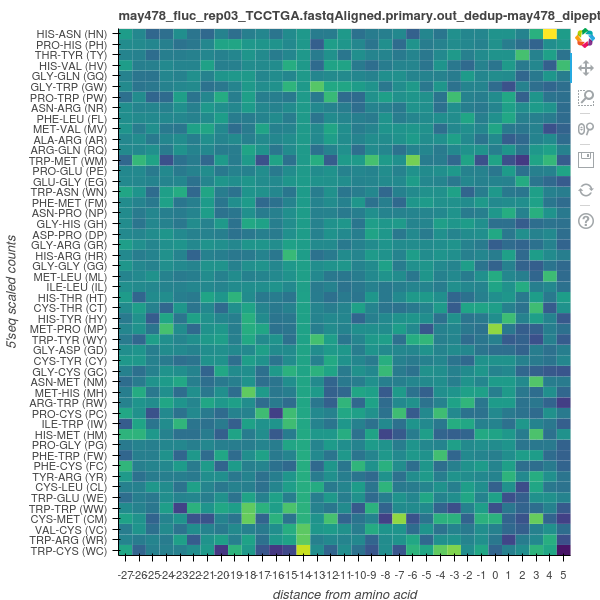 may478_fluc_rep03_TCCTGA.fastqAligned.primary.out_dedup-may478_dipept
HIS-ASN (HN)
PRO-HIS (PH)
THR-TYR (TY)
HIS-VAL (HV)
GLY-GLN (GQ)
GLY-TRP (GW)
PRO-TRP (PW)
ASN-ARG (NR)
PHE-LEU (FL)
MET-VAL (MV)
ALA-ARG (AR)
ARG-GLN (RQ)
TRP-MET (WM)
PRO-GLU (PE)
GLU-GLY (EG)
TRP-ASN (WN)
PHE-MET (FM)
ASN-PRO (NP)
GLY-HIS (GH)
ASP-PRO (DP)
GLY-ARG (GR)
HIS-ARG (HR)
GLY-GLY (GG)
MET-LEU (ML)
ILE-LEU (IL)
HIS-THR (HT)
CYS-THR (CT)
HIS-TYR (HY)
MET-PRO (MP)
TRP-TYR (WY)
GLY-ASP (GD)
CYS-TYR (CY)
GLY-CYS (GC)
ASN-MET (NM)
MET-HIS (MH)
ARG-TRP (RW)
PRO-CYS (PC)
ILE-TRP (IW)
HIS-MET (HM)
PRO-GLY (PG)
PHE-TRP (FW)
PHE-CYS (FC)
TYR-ARG (YR)
CYS-LEU (CL)
TRP-GLU (WE)
TRP-TRP (WW)
CYS-MET (CM)
VAL-CYS (VC)
TRP-ARG (WR)
TRP-CYS (WC)
5'seq scaled counts
-27-26-25-24-23-22-21-20-19-18-17-16-15-14-13-12-11-10 -9 -8 -7 -6 -5 -4 -3 -2 -1 0 1 2 3 4 5
distance from amino acid